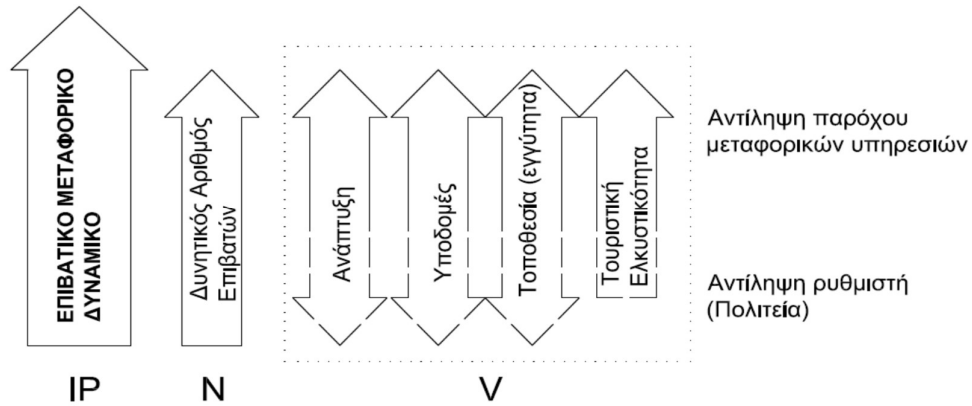 ΕΠΙΒΑΤΙΚΟ ΜΕΤΑΦΟΡΙΚΟ
ΔΥΝΑΜΙΚΟ
Δυνητικός Αριθμός
Επιβατών
Ανάπτυξη
Υποδομές
Τοποθεσία (εγγύτητα)
Τουριστική
Ελκυστικότητα
Αντίληψη παρόχου
μεταφορικών υπηρεσιών
Αντίληψη ρυθμιστή
(Πολιτεία)
IP
N
V